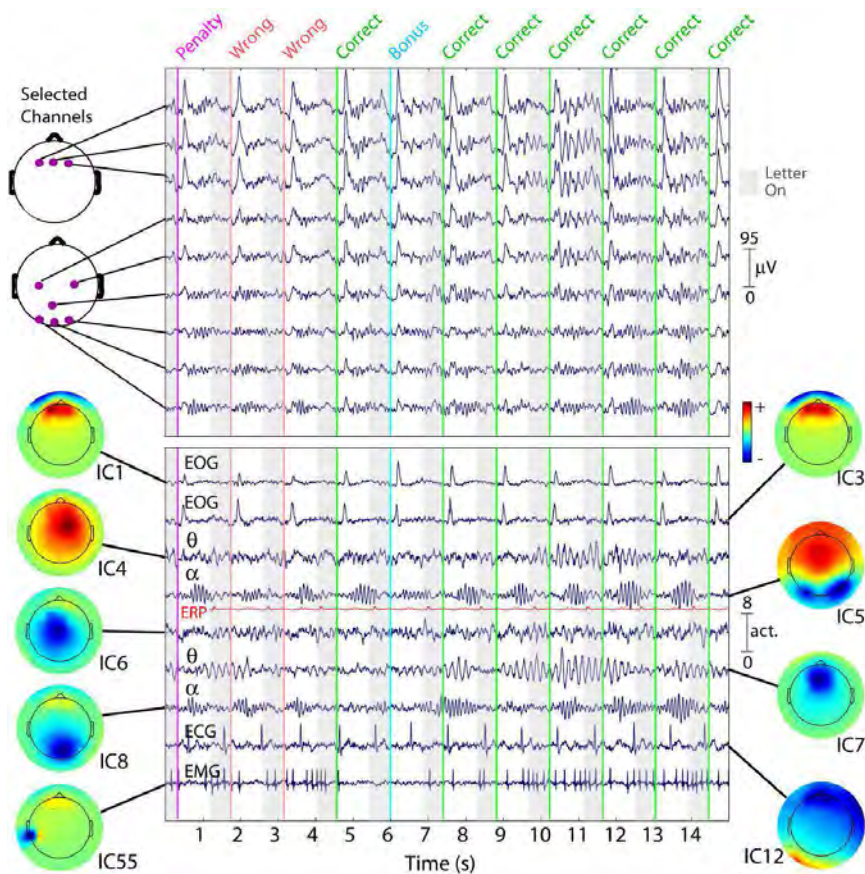 Penalty Wrong Wrong Correct Bonus Correct Correct Correct Correct Correct Correct
Selected
Channels
Letter
On
95
μV
0
+
-
EOG
IC1
IC3
EOG
θ
IC4
α
IC5
ERP
8
act.
0
IC6
θ
IC7
α
IC8
ECG
EMG
IC55
IC12
1 2 3 4 5 6 7 8 9 10 11 12 13 14
Time (s)